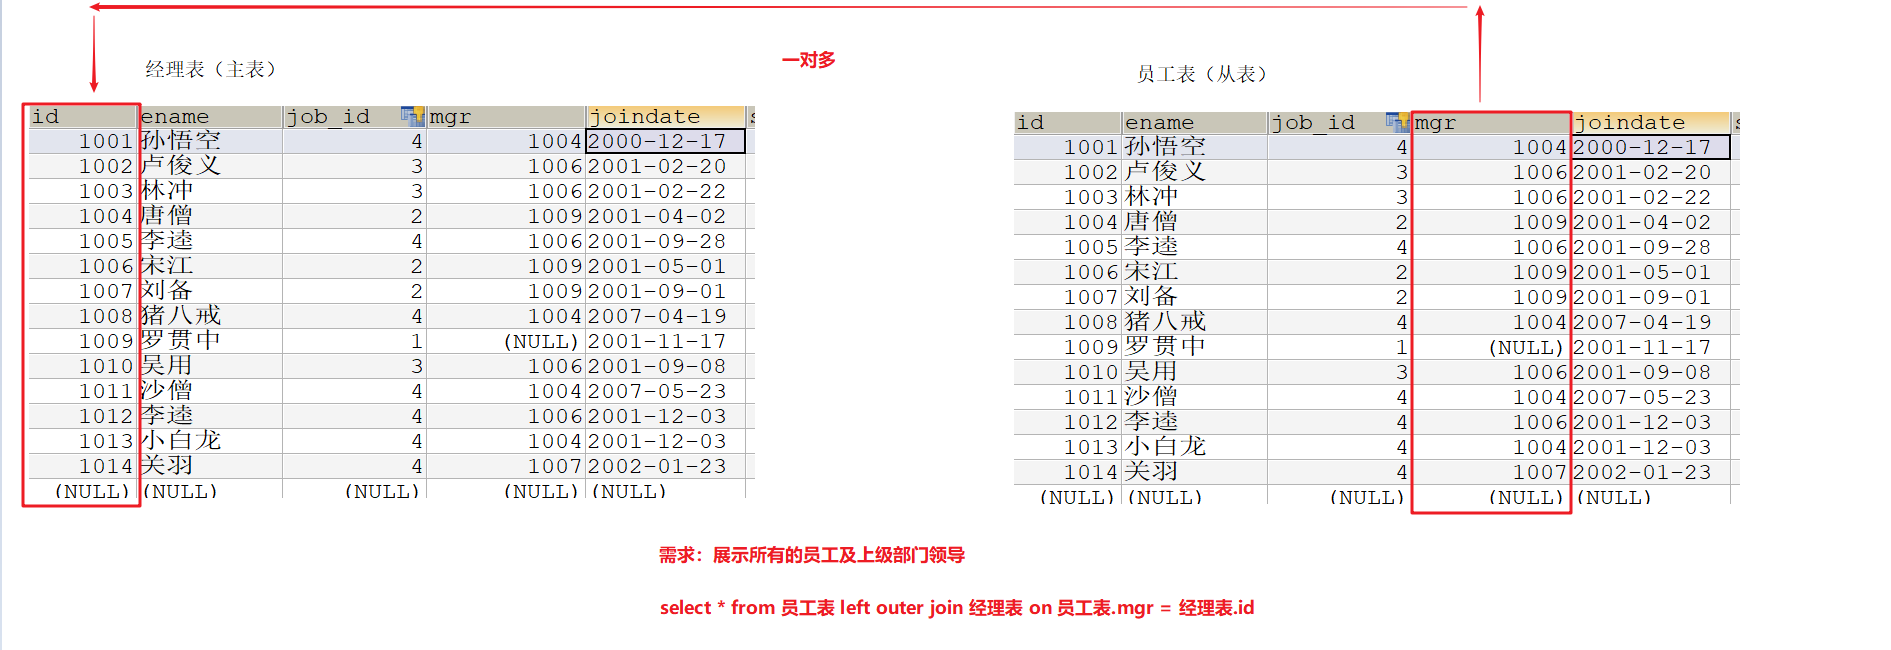 经理表（主表）
一对多
员工表（从表）
id ename job_id mgr joindate
1001 孙悟空 4 1004 2000-12-17
1002 卢俊义 3 1006 2001-02-20
1003 林冲 3 1006 2001-02-22
1004 唐僧 2 1009 2001-04-02
1005 李逵 4 1006 2001-09-28
1006 宋江 2 1009 2001-05-01
1007 刘备 2 1009 2001-09-01
1008 猪八戒 4 1004 2007-04-19
1009 罗贯中 1 (NULL) 2001-11-17
1010 吴用 3 1006 2001-09-08
1011 沙僧 4 1004 2007-05-23
1012 李逵 4 1006 2001-12-03
1013 小白龙 4 1004 2001-12-03
1014 关羽 4 1007 2002-01-23
(NULL) (NULL) (NULL) (NULL) (NULL)
id ename job_id mgr joindate
1001 孙悟空 4 1004 2000-12-17
1002 卢俊义 3 1006 2001-02-20
1003 林冲 3 1006 2001-02-22
1004 唐僧 2 1009 2001-04-02
1005 李逵 4 1006 2001-09-28
1006 宋江 2 1009 2001-05-01
1007 刘备 2 1009 2001-09-01
1008 猪八戒 4 1004 2007-04-19
1009 罗贯中 1 (NULL) 2001-11-17
1010 吴用 3 1006 2001-09-08
1011 沙僧 4 1004 2007-05-23
1012 李逵 4 1006 2001-12-03
1013 小白龙 4 1004 2001-12-03
1014 关羽 4 1007 2002-01-23
(NULL) (NULL) (NULL) (NULL) (NULL)
需求：展示所有的员工及上级部门领导
select * from 员工表 left outer join 经理表 on 员工表.mgr = 经理表.id